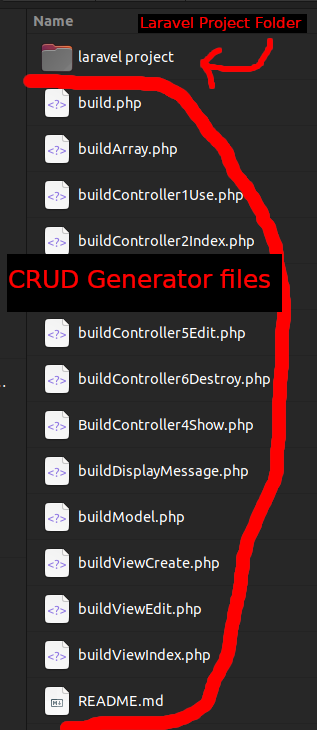 Name
Laravel Project Folder
laravel project
build.php
buildArray.php
buildController1Use.php
buildController2Index.php
CRUD Generator files
buildController5Edit.php
buildController6Destroy.php
BuildController4Show.php
buildDisplayMessage.php
buildModel.php
buildViewCreate.php
buildViewEdit.php
buildViewIndex.php
README.md